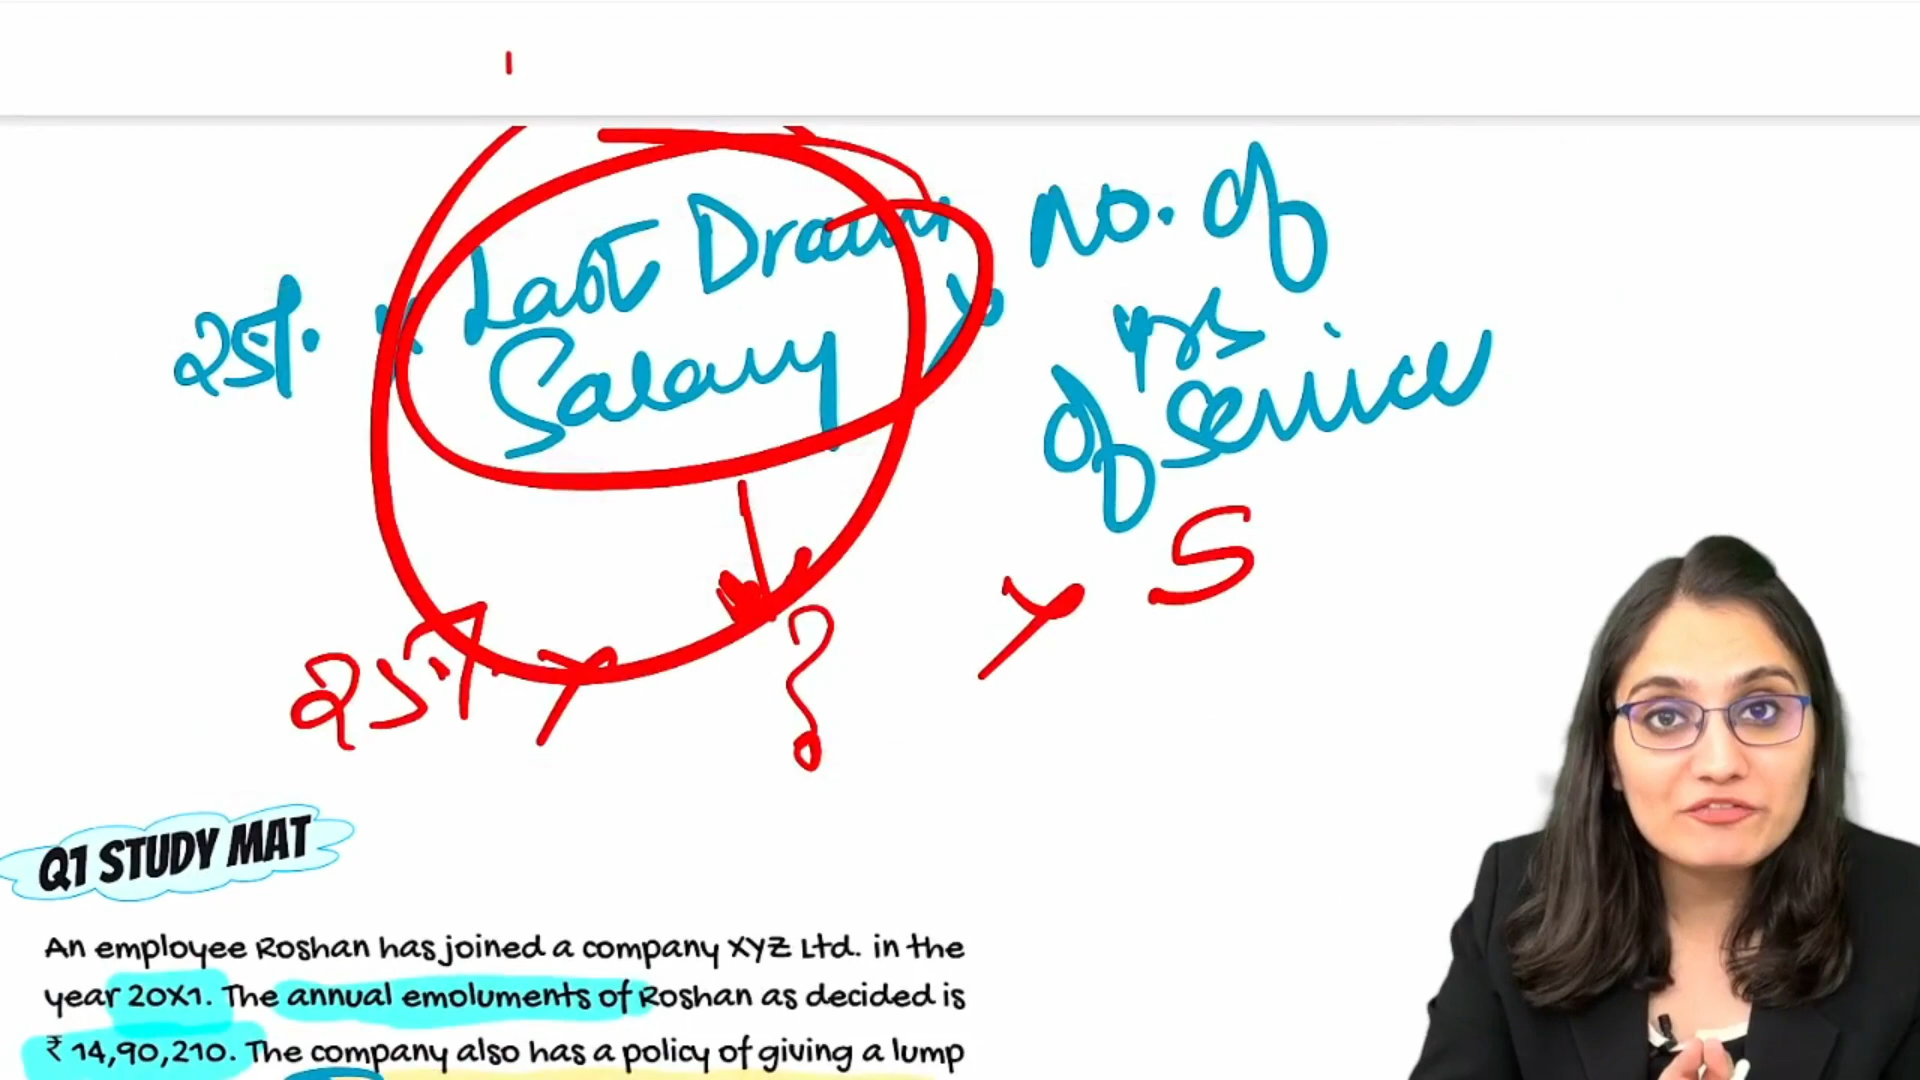 25% × Last Drawn × no. of
Salary yrs
of service
25% × ? × 5
Q1 STUDY MAT
An employee Roshan has joined a company XYZ Ltd. in the
year 20X1. The annual emoluments of Roshan as decided is
₹ 14,90,210. The company also has a policy of giving a lump